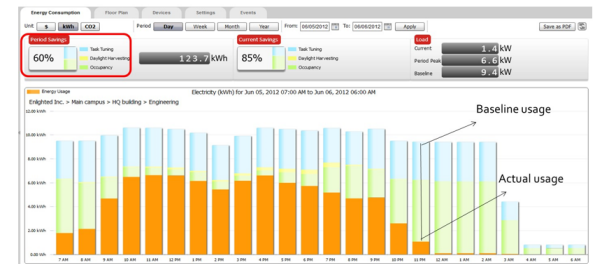 Energy Consumption Floor Plan Devices Settings Events
Unit $ kWh CO2 Period Day Week Month Year From: 06/05/2012 To: 06/06/2012 Apply Save as PDF
Period Savings Current Savings Load
60% Task Tuning Daylight Harvesting Occupancy 123.7 kWh 85% Task Tuning Daylight Harvesting Occupancy
Current 1.4 kW
Period Peak 6.6 kW
Baseline 9.4 kW
Energy Usage Electricity (kWh) for Jun 05, 2012 07:00 AM to Jun 06, 2012 06:00 AM
Enlighted Inc. > Main campus > HQ building > Engineering
12.00 kWh
Baseline usage
10.00 kWh
8.00 kWh
6.00 kWh
Actual usage
4.00 kWh
2.00 kWh
0.00 kWh
7 AM 8 AM 9 AM 10 AM 11 AM 12 PM 1 PM 2 PM 3 PM 4 PM 5 PM 6 PM 7 PM 8 PM 9 PM 10 PM 11 PM 12 AM 1 AM 2 AM 3 AM 4 AM 5 AM 6 AM